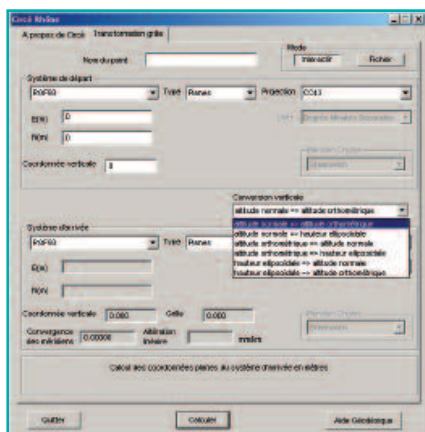 Circé Rhône
A propos de Circé Transformation grille
Nom du point
Mode
Interactif Fichier
Système de départ
RGF93 Type Planes Projection CC43
E(m) 0
Degrés Minutes Secondes
N(m) 0
Coordonnée verticale 0
Conversion verticale
altitude normale => altitude orthométrique
Système d'arrivée
altitude normale => altitude orthométrique
RGF93 Type Planes
altitude normale => hauteur ellipsoïdale
altitude orthométrique => altitude normale
altitude orthométrique => hauteur ellipsoïdale
hauteur ellipsoïdale => altitude normale
hauteur ellipsoïdale => altitude orthométrique
E(m)
N(m)
Coordonnée verticale 0.000 Grille 0.000
Convergence des méridiens 0.00000 Altération linéaire mm/km
Calcul des coordonnées planes du système d'arrivée en mètres
Quitter Calculer Aide Géodésique